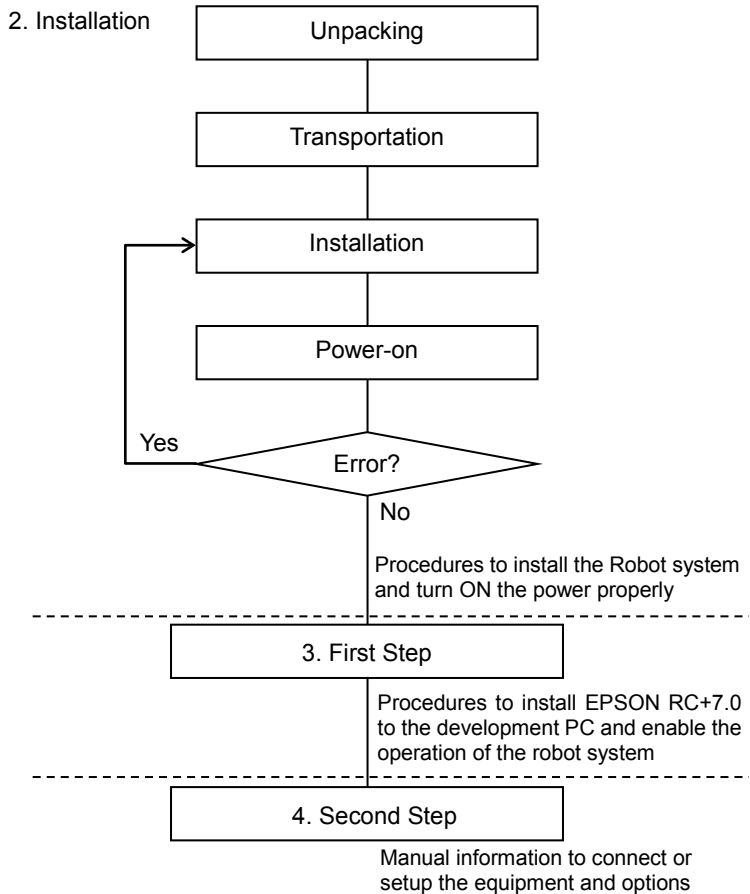 2. Installation
Unpacking
Transportation
Installation
Power-on
Yes
Error?
No
Procedures to install the Robot system
and turn ON the power properly
3. First Step
Procedures to install EPSON RC+7.0
to the development PC and enable the
operation of the robot system
4. Second Step
Manual information to connect or
setup the equipment and options